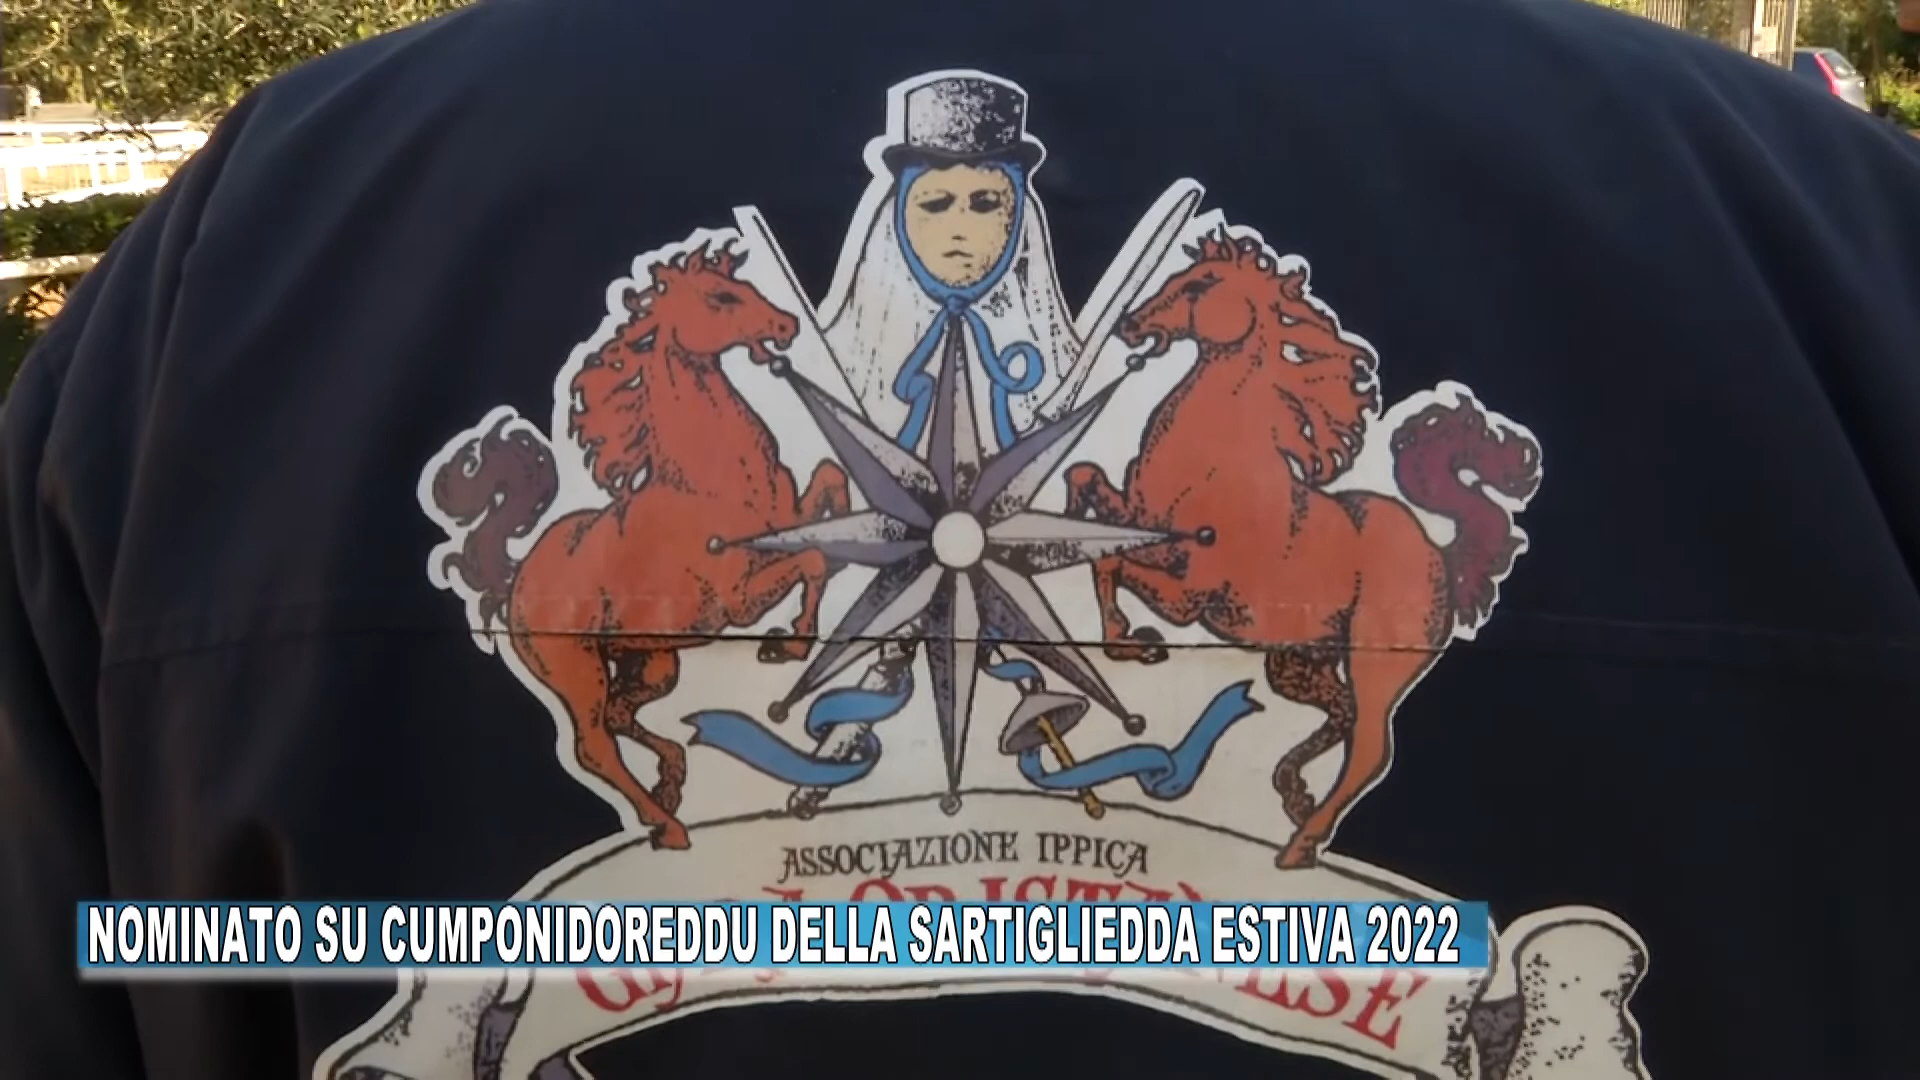 ASSOCIAZIONE IPPICA
NOMINATO SU CUMPONIDOREDDU DELLA SARTIGLIEDDA ESTIVA 2022